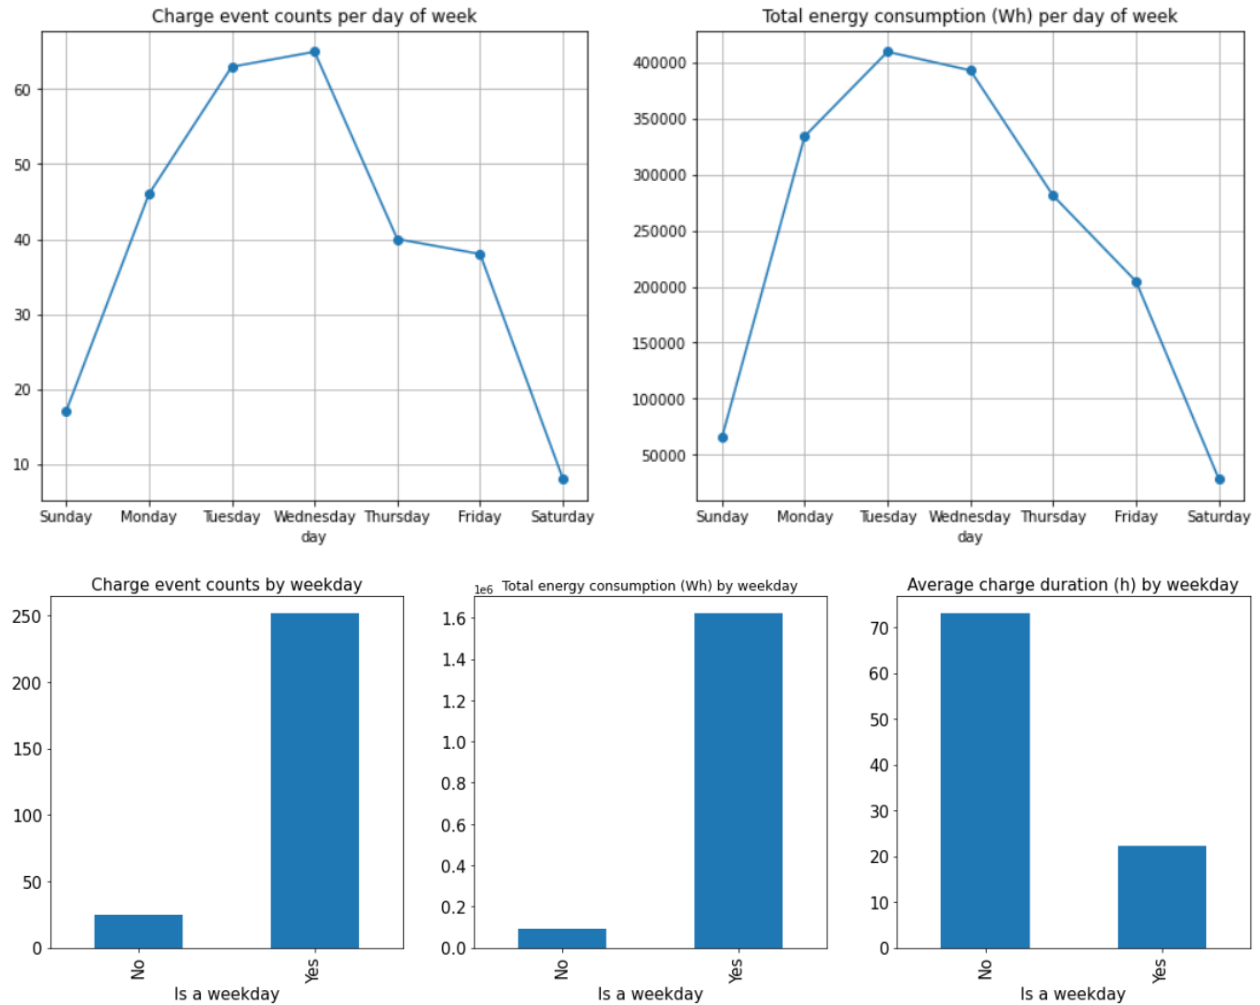 Charge event counts per day of week
60
50
40
30
20
10
Sunday Monday Tuesday Wednesday Thursday Friday Saturday
day
Total energy consumption (Wh) per day of week
400000
350000
300000
250000
200000
150000
100000
50000
Sunday Monday Tuesday Wednesday Thursday Friday Saturday
day
Charge event counts by weekday
250
200
150
100
50
0
No Yes
Is a weekday
1e6 Total energy consumption (Wh) by weekday
1.6
1.4
1.2
1.0
0.8
0.6
0.4
0.2
0.0
No Yes
Is a weekday
Average charge duration (h) by weekday
70
60
50
40
30
20
10
0
No Yes
Is a weekday